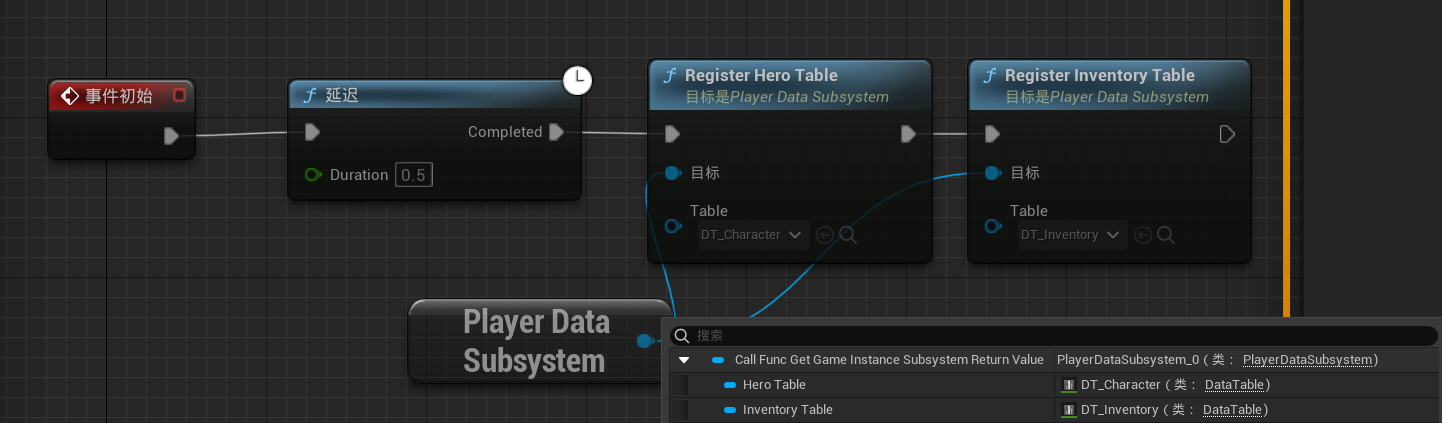 事件初始
延迟
Completed
Duration 0.5
Register Hero Table
目标是Player Data Subsystem
目标
Table
DT_Character
Register Inventory Table
目标是Player Data Subsystem
目标
Table
DT_Inventory
Player Data
Subsystem
搜索
Call Func Get Game Instance Subsystem Return Value PlayerDataSubsystem_0（类：PlayerDataSubsystem）
Hero Table DT_Character（类：DataTable）
Inventory Table DT_Inventory（类：DataTable）